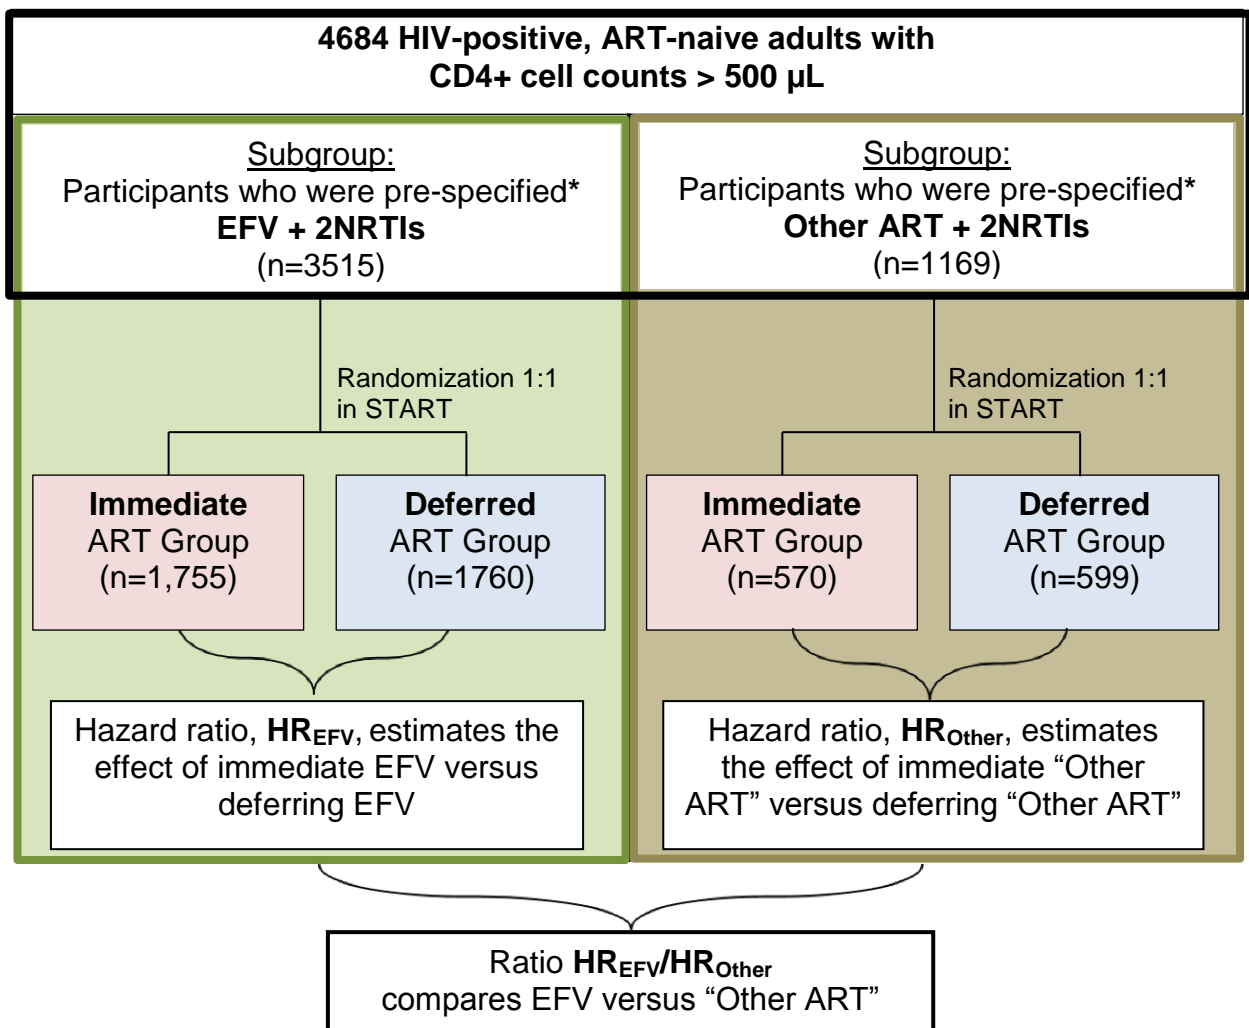 4684 HIV-positive, ART-naive adults with
CD4+ cell counts > 500 µL
Subgroup:
Participants who were pre-specified*
EFV + 2NRTIs
(n=3515)
Subgroup:
Participants who were pre-specified*
Other ART + 2NRTIs
(n=1169)
Randomization 1:1
in START
Randomization 1:1
in START
Immediate
ART Group
(n=1,755)
Deferred
ART Group
(n=1760)
Immediate
ART Group
(n=570)
Deferred
ART Group
(n=599)
Hazard ratio, HREFV, estimates the
effect of immediate EFV versus
deferring EFV
Hazard ratio, HROther, estimates
the effect of immediate “Other
ART” versus deferring “Other ART”
Ratio HREFV/HROther
compares EFV versus “Other ART”